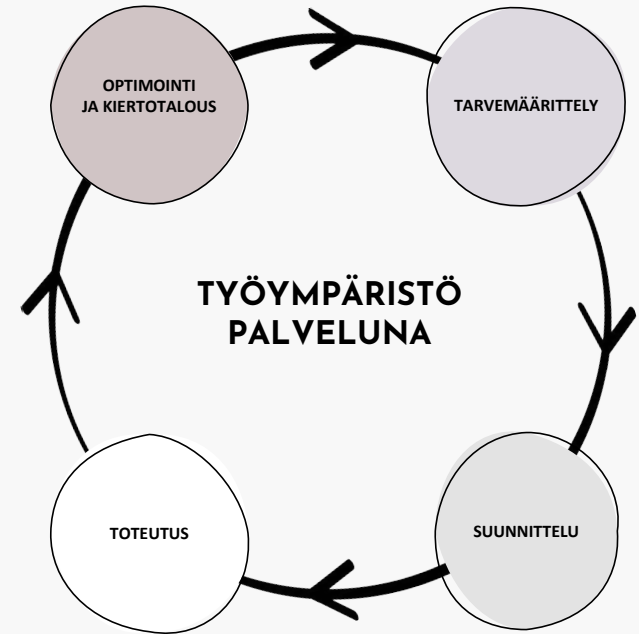 OPTIMOINTI
JA KIERTOTALOUS
TARVEMÄÄRITTELY
TYÖYMPÄRISTÖ
PALVELUNA
TOTEUTUS
SUUNNITTELU